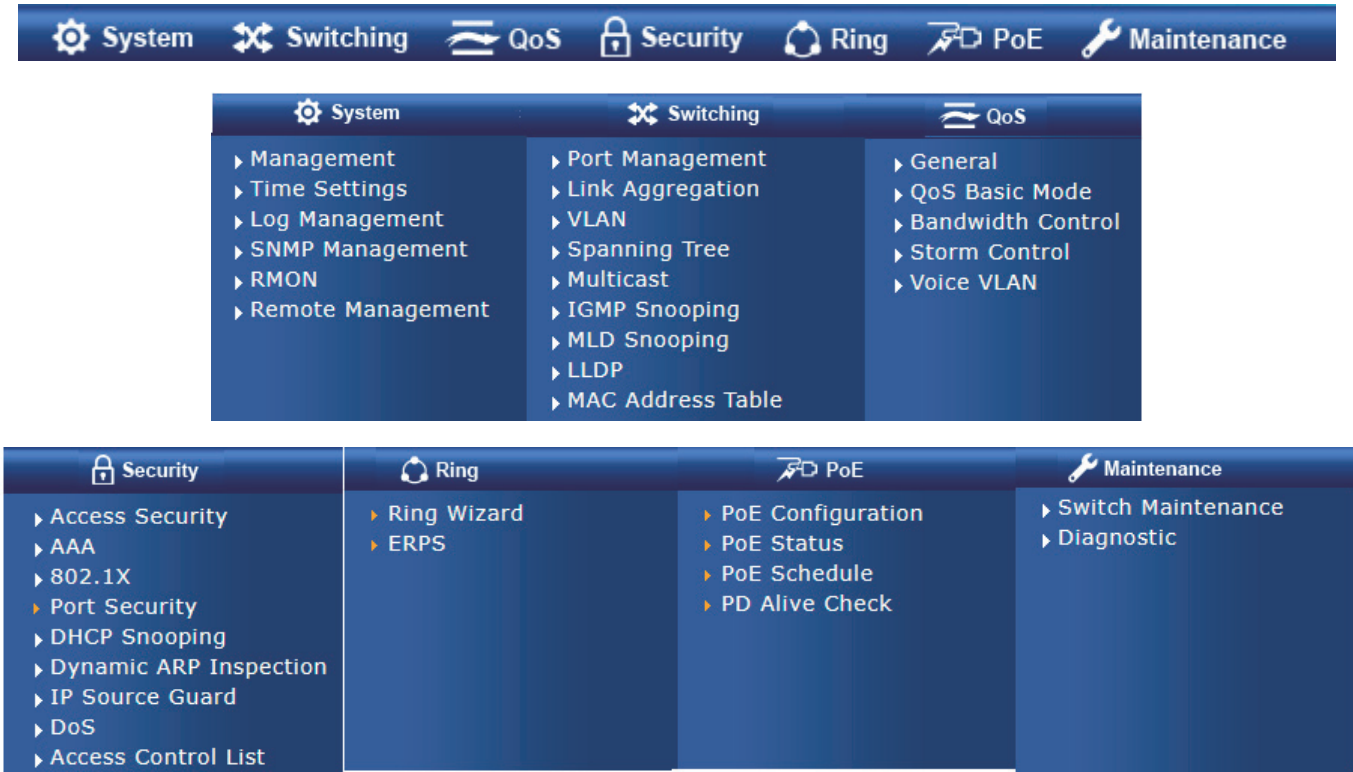 System Switching QoS Security Ring PoE Maintenance
System
Management
Time Settings
Log Management
SNMP Management
RMON
Remote Management
Switching
Port Management
Link Aggregation
VLAN
Spanning Tree
Multicast
IGMP Snooping
MLD Snooping
LLDP
MAC Address Table
QoS
General
QoS Basic Mode
Bandwidth Control
Storm Control
Voice VLAN
Security
Access Security
AAA
802.1X
Port Security
DHCP Snooping
Dynamic ARP Inspection
IP Source Guard
DoS
Access Control List
Ring
Ring Wizard
ERPS
PoE
PoE Configuration
PoE Status
PoE Schedule
PD Alive Check
Maintenance
Switch Maintenance
Diagnostic